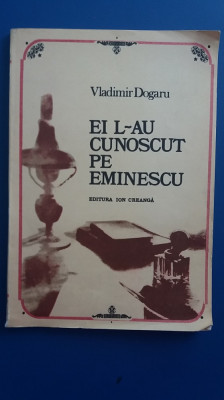 Vladimir Dogaru
EI L-AU
CUNOSCUT
PE
EMINESCU
EDITURA ION CREANGĂ